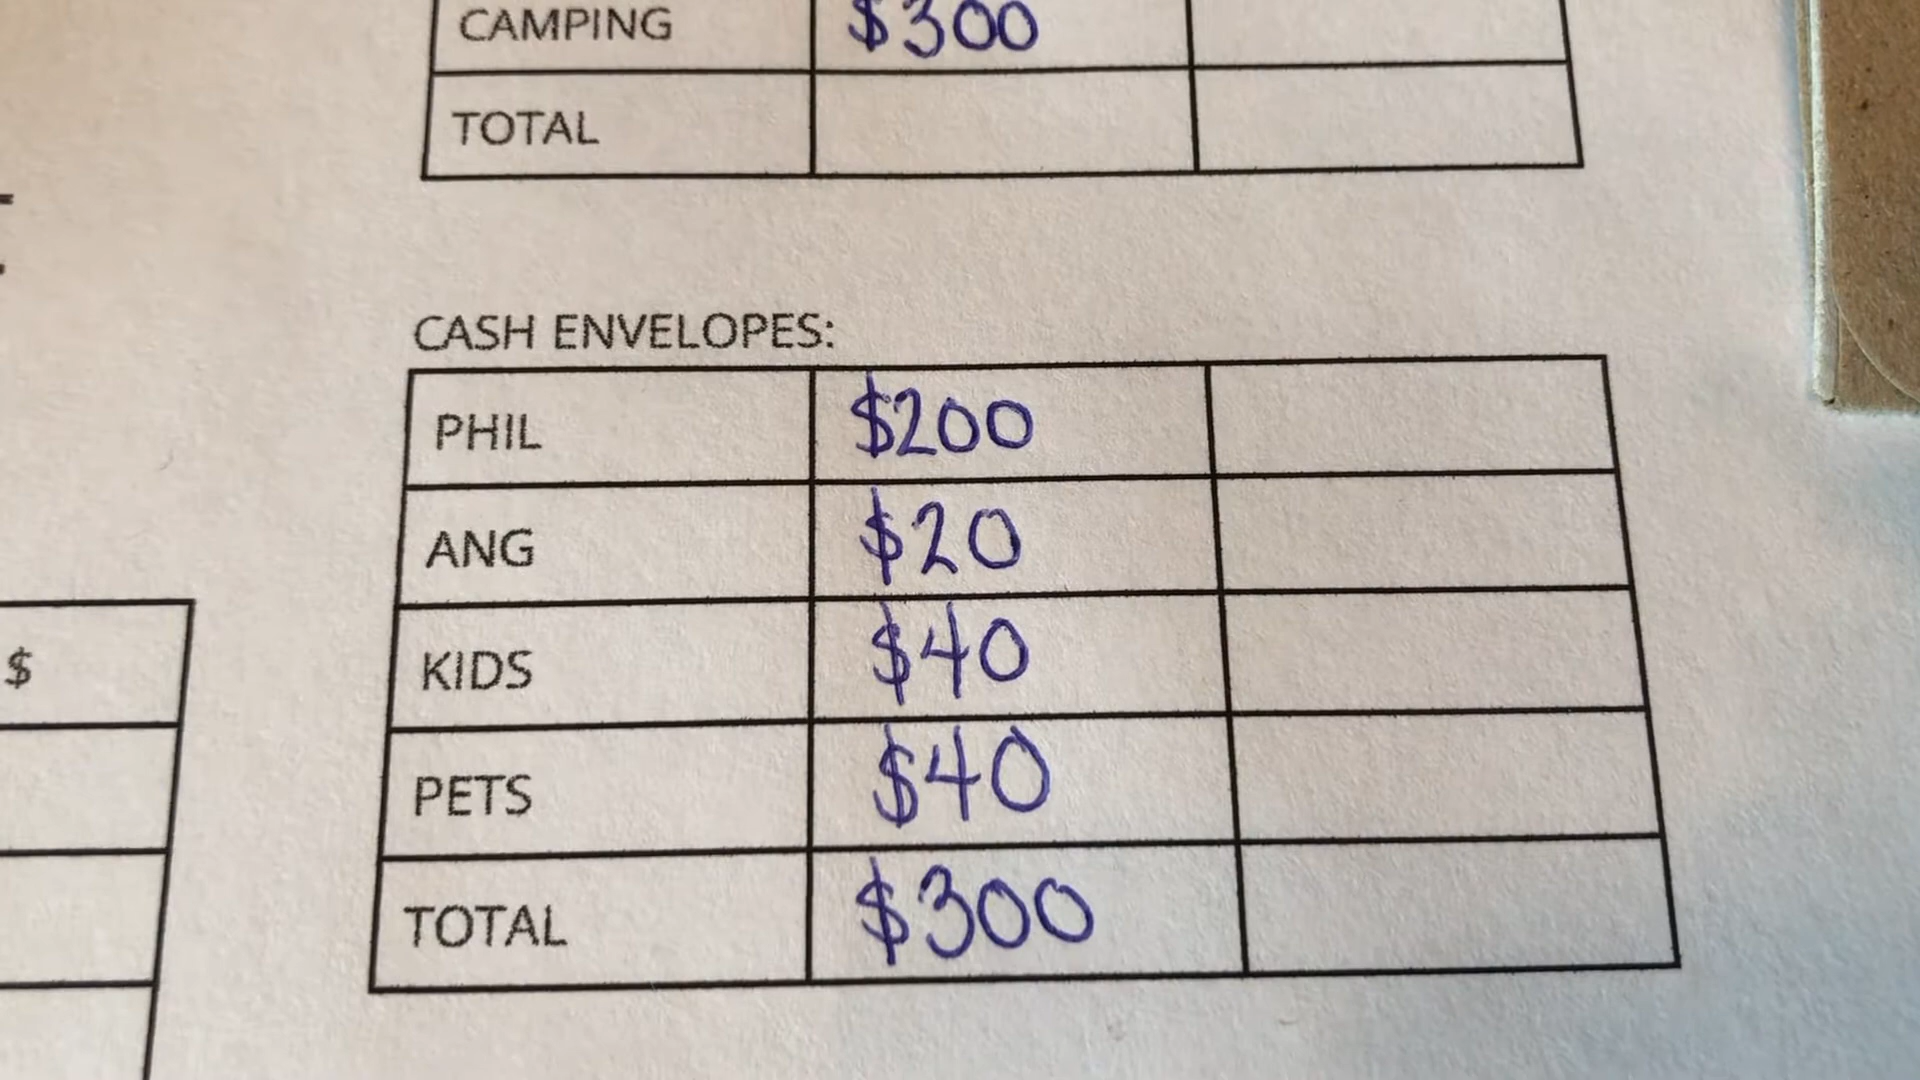 CAMPING $300
TOTAL
CASH ENVELOPES:
PHIL $200
ANG $20
KIDS $40
$
PETS $40
TOTAL $300